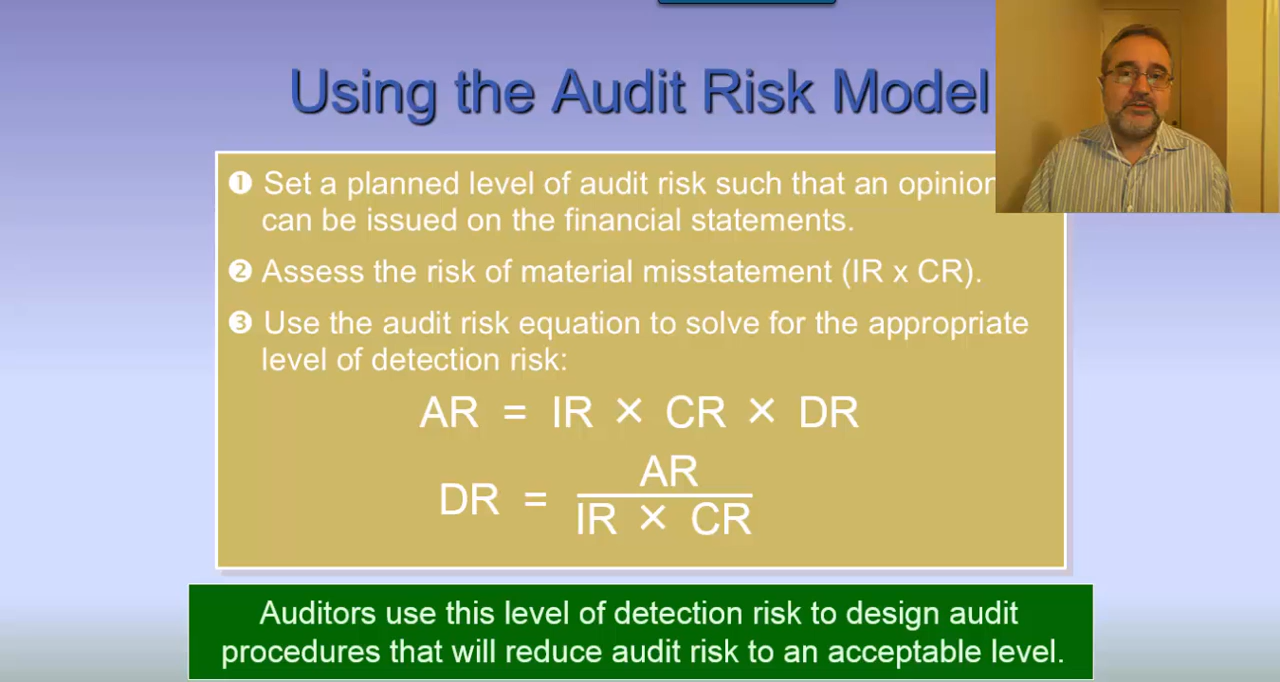 Using the Audit Risk Model
❶ Set a planned level of audit risk such that an opinion
can be issued on the financial statements.
❷ Assess the risk of material misstatement (IR x CR).
❸ Use the audit risk equation to solve for the appropriate
level of detection risk:
AR = IR × CR × DR
DR = AR
IR × CR
Auditors use this level of detection risk to design audit
procedures that will reduce audit risk to an acceptable level.